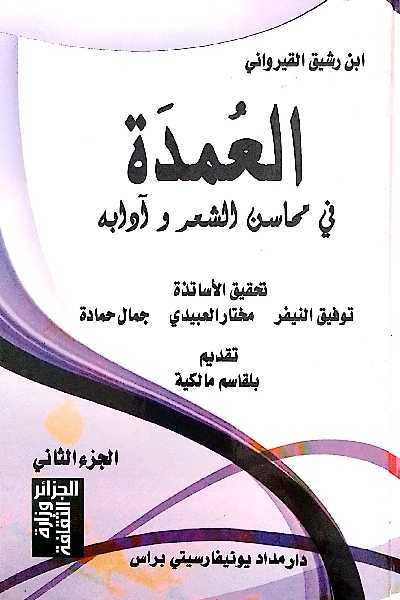 ابن رشيق القيرواني
العُمدَة
في محاسن الشعر و آدابه
تحقيق الأساتذة
توفيق النيفر مختار العبيدي جمال حمادة
تقديم
بلقاسم مالكية
الجزء الثاني
الجزائر
وزارة
الثقافة
دار مداد يونيفارسيتي براس